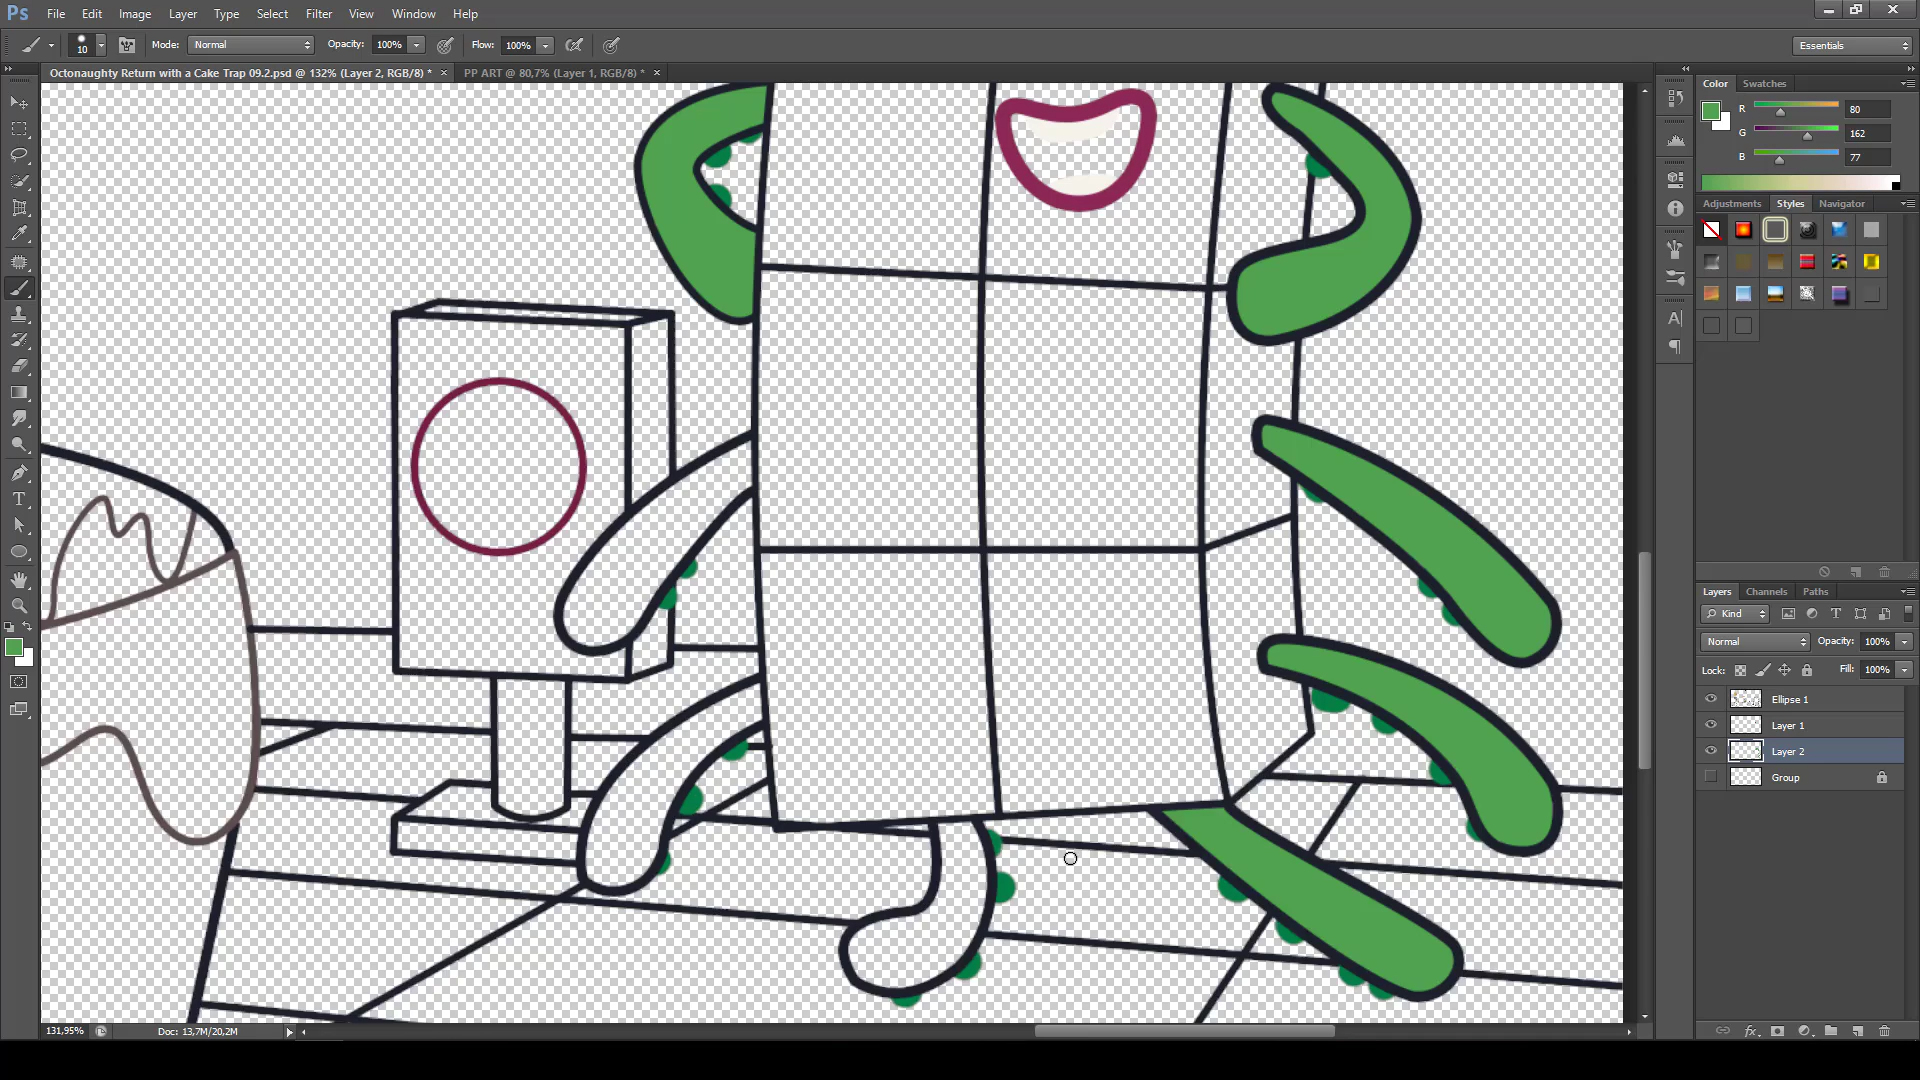 Ps File Edit Image Layer Type Select Filter Analysis View Window Help
10 Mode: Normal Opacity: 100% Flow: 100% Essentials
Octonaughty Return with a Cake Trap 09.2.psd @ 132% (Layer 2, RGB/8) * × PP ART @ 80,7% (Layer 1, RGB/8) * ×
Color Swatches
R 80
G 162
B 77
Adjustments Styles Navigator
Layers Channels Paths
Kind
Normal Opacity: 100%
Lock: Fill: 100%
Ellipse 1
Layer 1
Layer 2
Group
131,95% Doc: 13,7M/20,2M